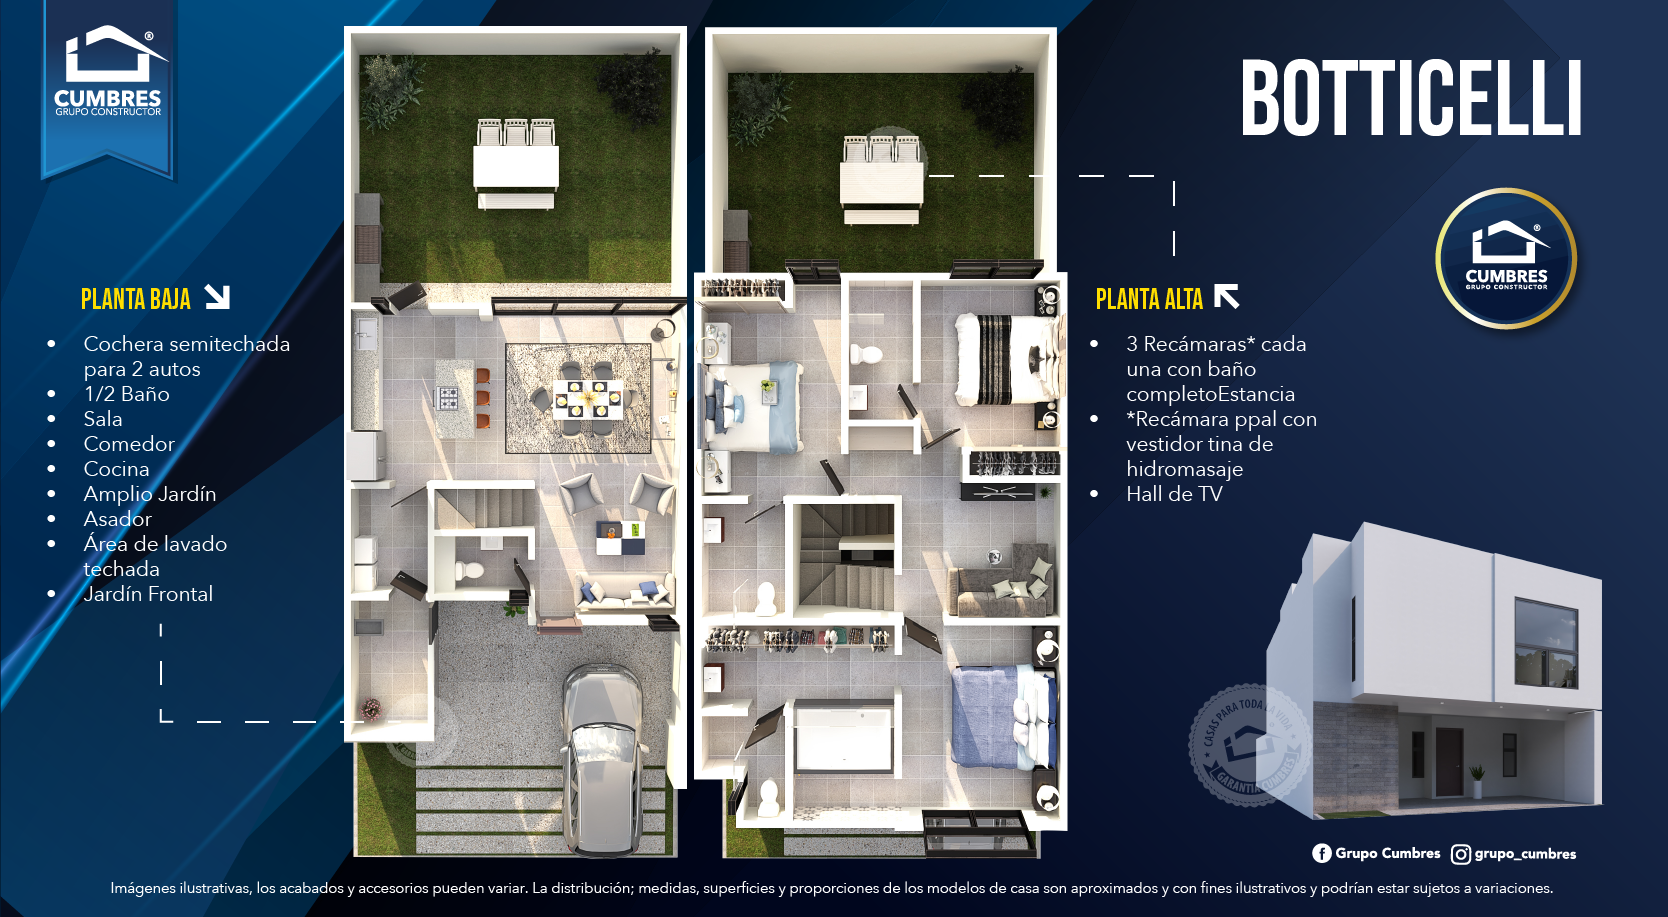 CUMBRES®
GRUPO CONSTRUCTOR
BOTTICELLI
CUMBRES®
GRUPO CONSTRUCTOR
PLANTA BAJA
• Cochera semitechada
para 2 autos
• 1/2 Baño
• Sala
• Comedor
• Cocina
• Amplio Jardín
• Asador
• Área de lavado
techada
• Jardín Frontal
PLANTA ALTA
• 3 Recámaras* cada
una con baño
completoEstancia
• *Recámara ppal con
vestidor tina de
hidromasaje
• Hall de TV
CASAS PARA TODA LA VIDA
GARANTÍA CUMBRES
Grupo Cumbres
grupo_cumbres
Imágenes ilustrativas, los acabados y accesorios pueden variar. La distribución; medidas, superficies y proporciones de los modelos de casa son aproximados y con fines ilustrativos y podrían estar sujetos a variaciones.